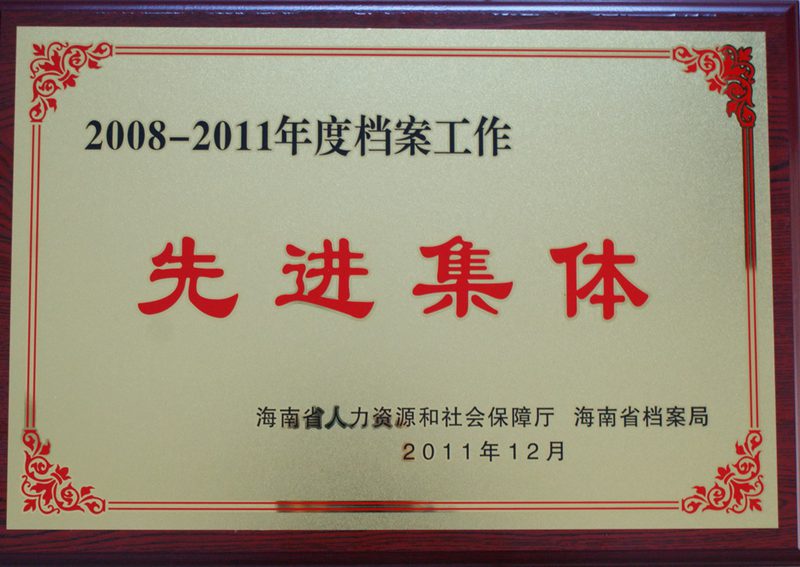 2008-2011年度档案工作
先进集体
海南省人力资源和社会保障厅 海南省档案局
2011年12月